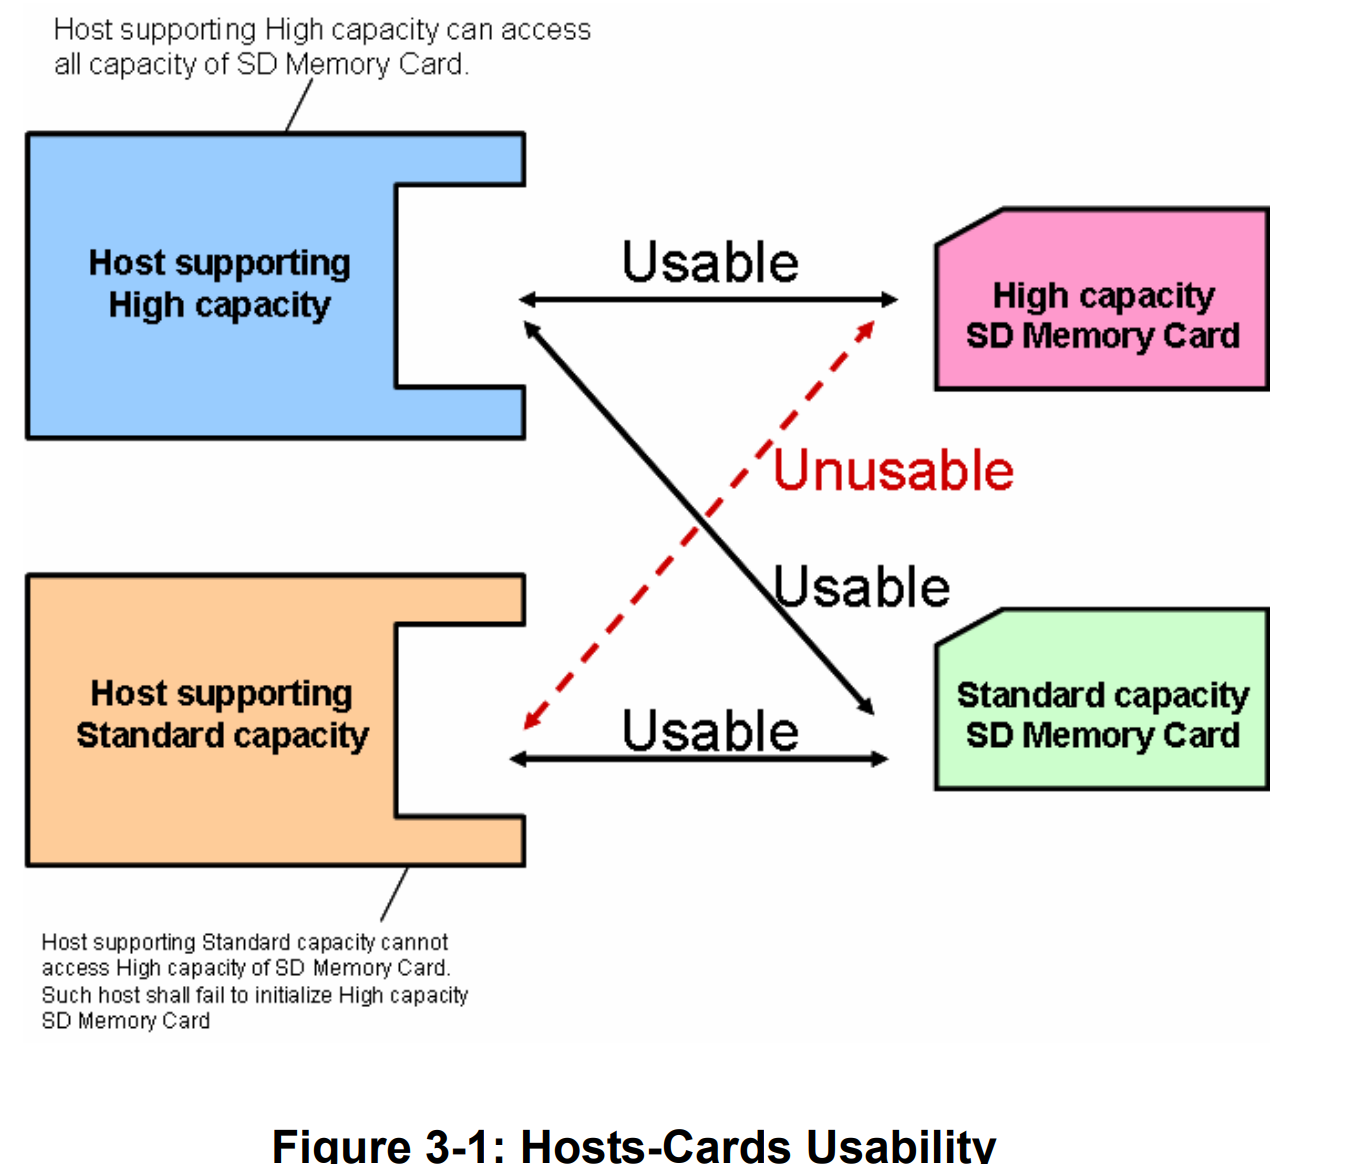 Host supporting High capacity can access
all capacity of SD Memory Card.
Host supporting
High capacity
Usable
High capacity
SD Memory Card
Unusable
Usable
Host supporting
Standard capacity
Usable
Standard capacity
SD Memory Card
Host supporting Standard capacity cannot
access High capacity of SD Memory Card.
Such host shall fail to initialize High capacity
SD Memory Card
Figure 3-1: Hosts-Cards Usability